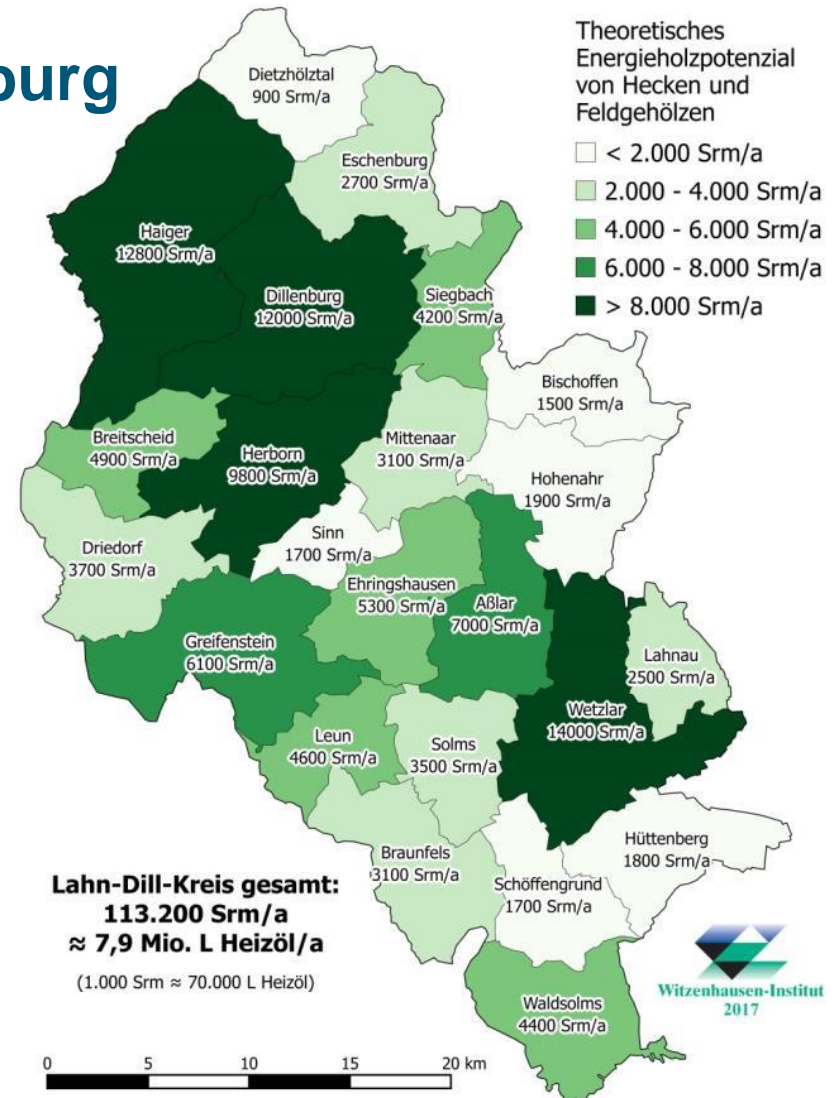 burg
Theoretisches
Energieholzpotenzial
von Hecken und
Feldgehölzen
< 2.000 Srm/a
2.000 - 4.000 Srm/a
4.000 - 6.000 Srm/a
6.000 - 8.000 Srm/a
> 8.000 Srm/a
Dietzhölztal
900 Srm/a
Eschenburg
2700 Srm/a
Haiger
12800 Srm/a
Dillenburg
12000 Srm/a
Siegbach
4200 Srm/a
Bischoffen
1500 Srm/a
Breitscheid
4900 Srm/a
Herborn
9800 Srm/a
Mittenaar
3100 Srm/a
Hohenahr
1900 Srm/a
Sinn
1700 Srm/a
Driedorf
3700 Srm/a
Ehringshausen
5300 Srm/a
Aßlar
7000 Srm/a
Greifenstein
6100 Srm/a
Lahnau
2500 Srm/a
Wetzlar
14000 Srm/a
Leun
4600 Srm/a
Solms
3500 Srm/a
Braunfels
3100 Srm/a
Schöffengrund
1700 Srm/a
Hüttenberg
1800 Srm/a
Waldsolms
4400 Srm/a
Lahn-Dill-Kreis gesamt:
113.200 Srm/a
≈ 7,9 Mio. L Heizöl/a
(1.000 Srm ≈ 70.000 L Heizöl)
Witzenhausen-Institut
2017
0 5 10 15 20 km